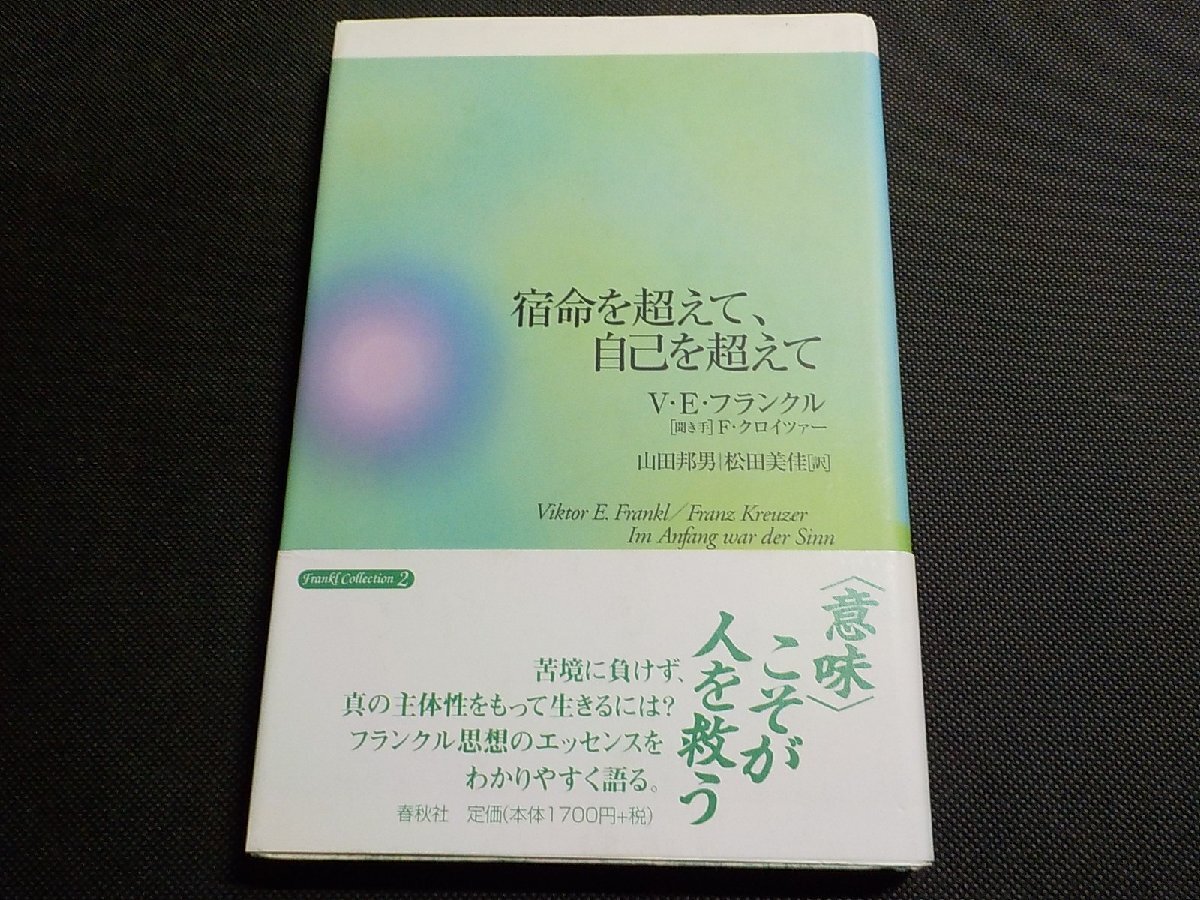 宿命を超えて、
自己を超えて
V・E・フランクル
[聞き手]F・クロイツァー
山田邦男|松田美佳[訳]
Viktor E. Frankl／Franz Kreuzer
Im Anfang war der Sinn
Frankl Collection 2
〈意味〉
こそが
人を救う
苦境に負けず、
真の主体性をもって生きるには?
フランクル思想のエッセンスを
わかりやすく語る。
春秋社 定価(本体1700円+税)